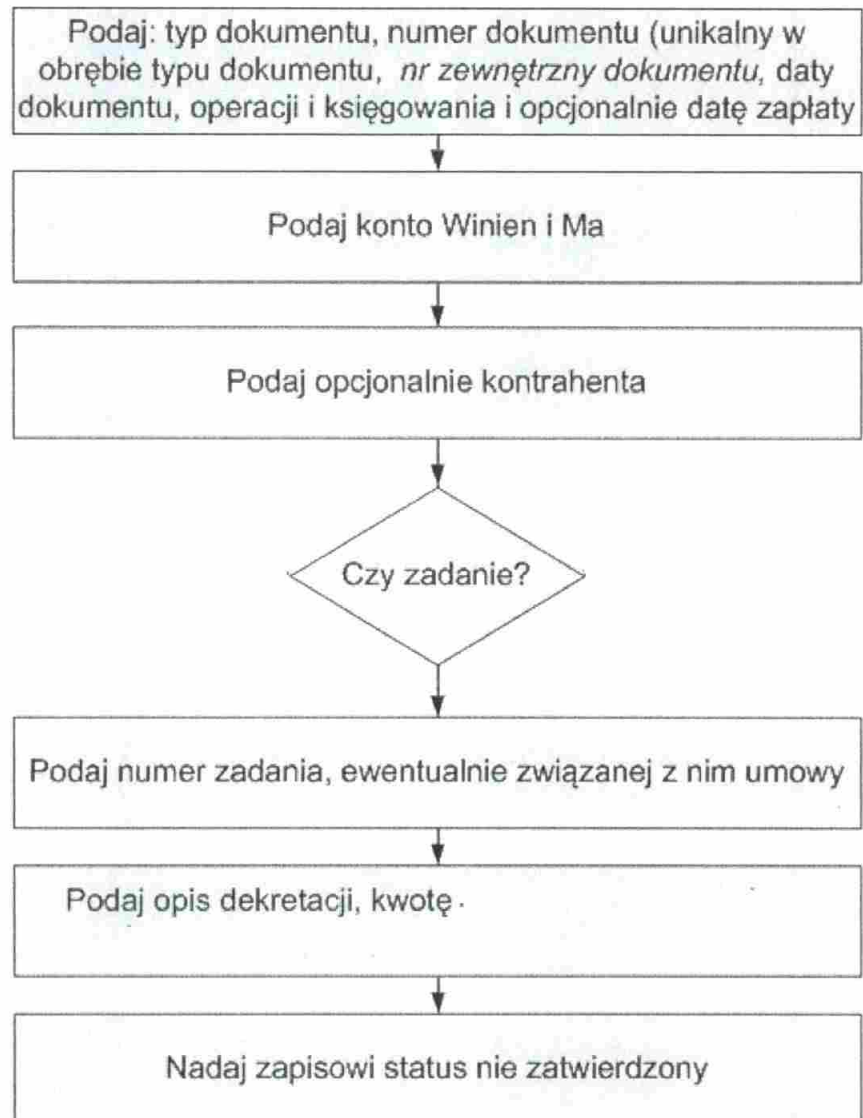 Podaj: typ dokumentu, numer dokumentu (unikalny w
obrębie typu dokumentu, nr zewnętrzny dokumentu, daty
dokumentu, operacji i księgowania i opcjonalnie datę zapłaty
Podaj konto Winien i Ma
Podaj opcjonalnie kontrahenta
Czy zadanie?
Podaj numer zadania, ewentualnie związanej z nim umowy
Podaj opis dekretacji, kwotę
Nadaj zapisowi status nie zatwierdzony